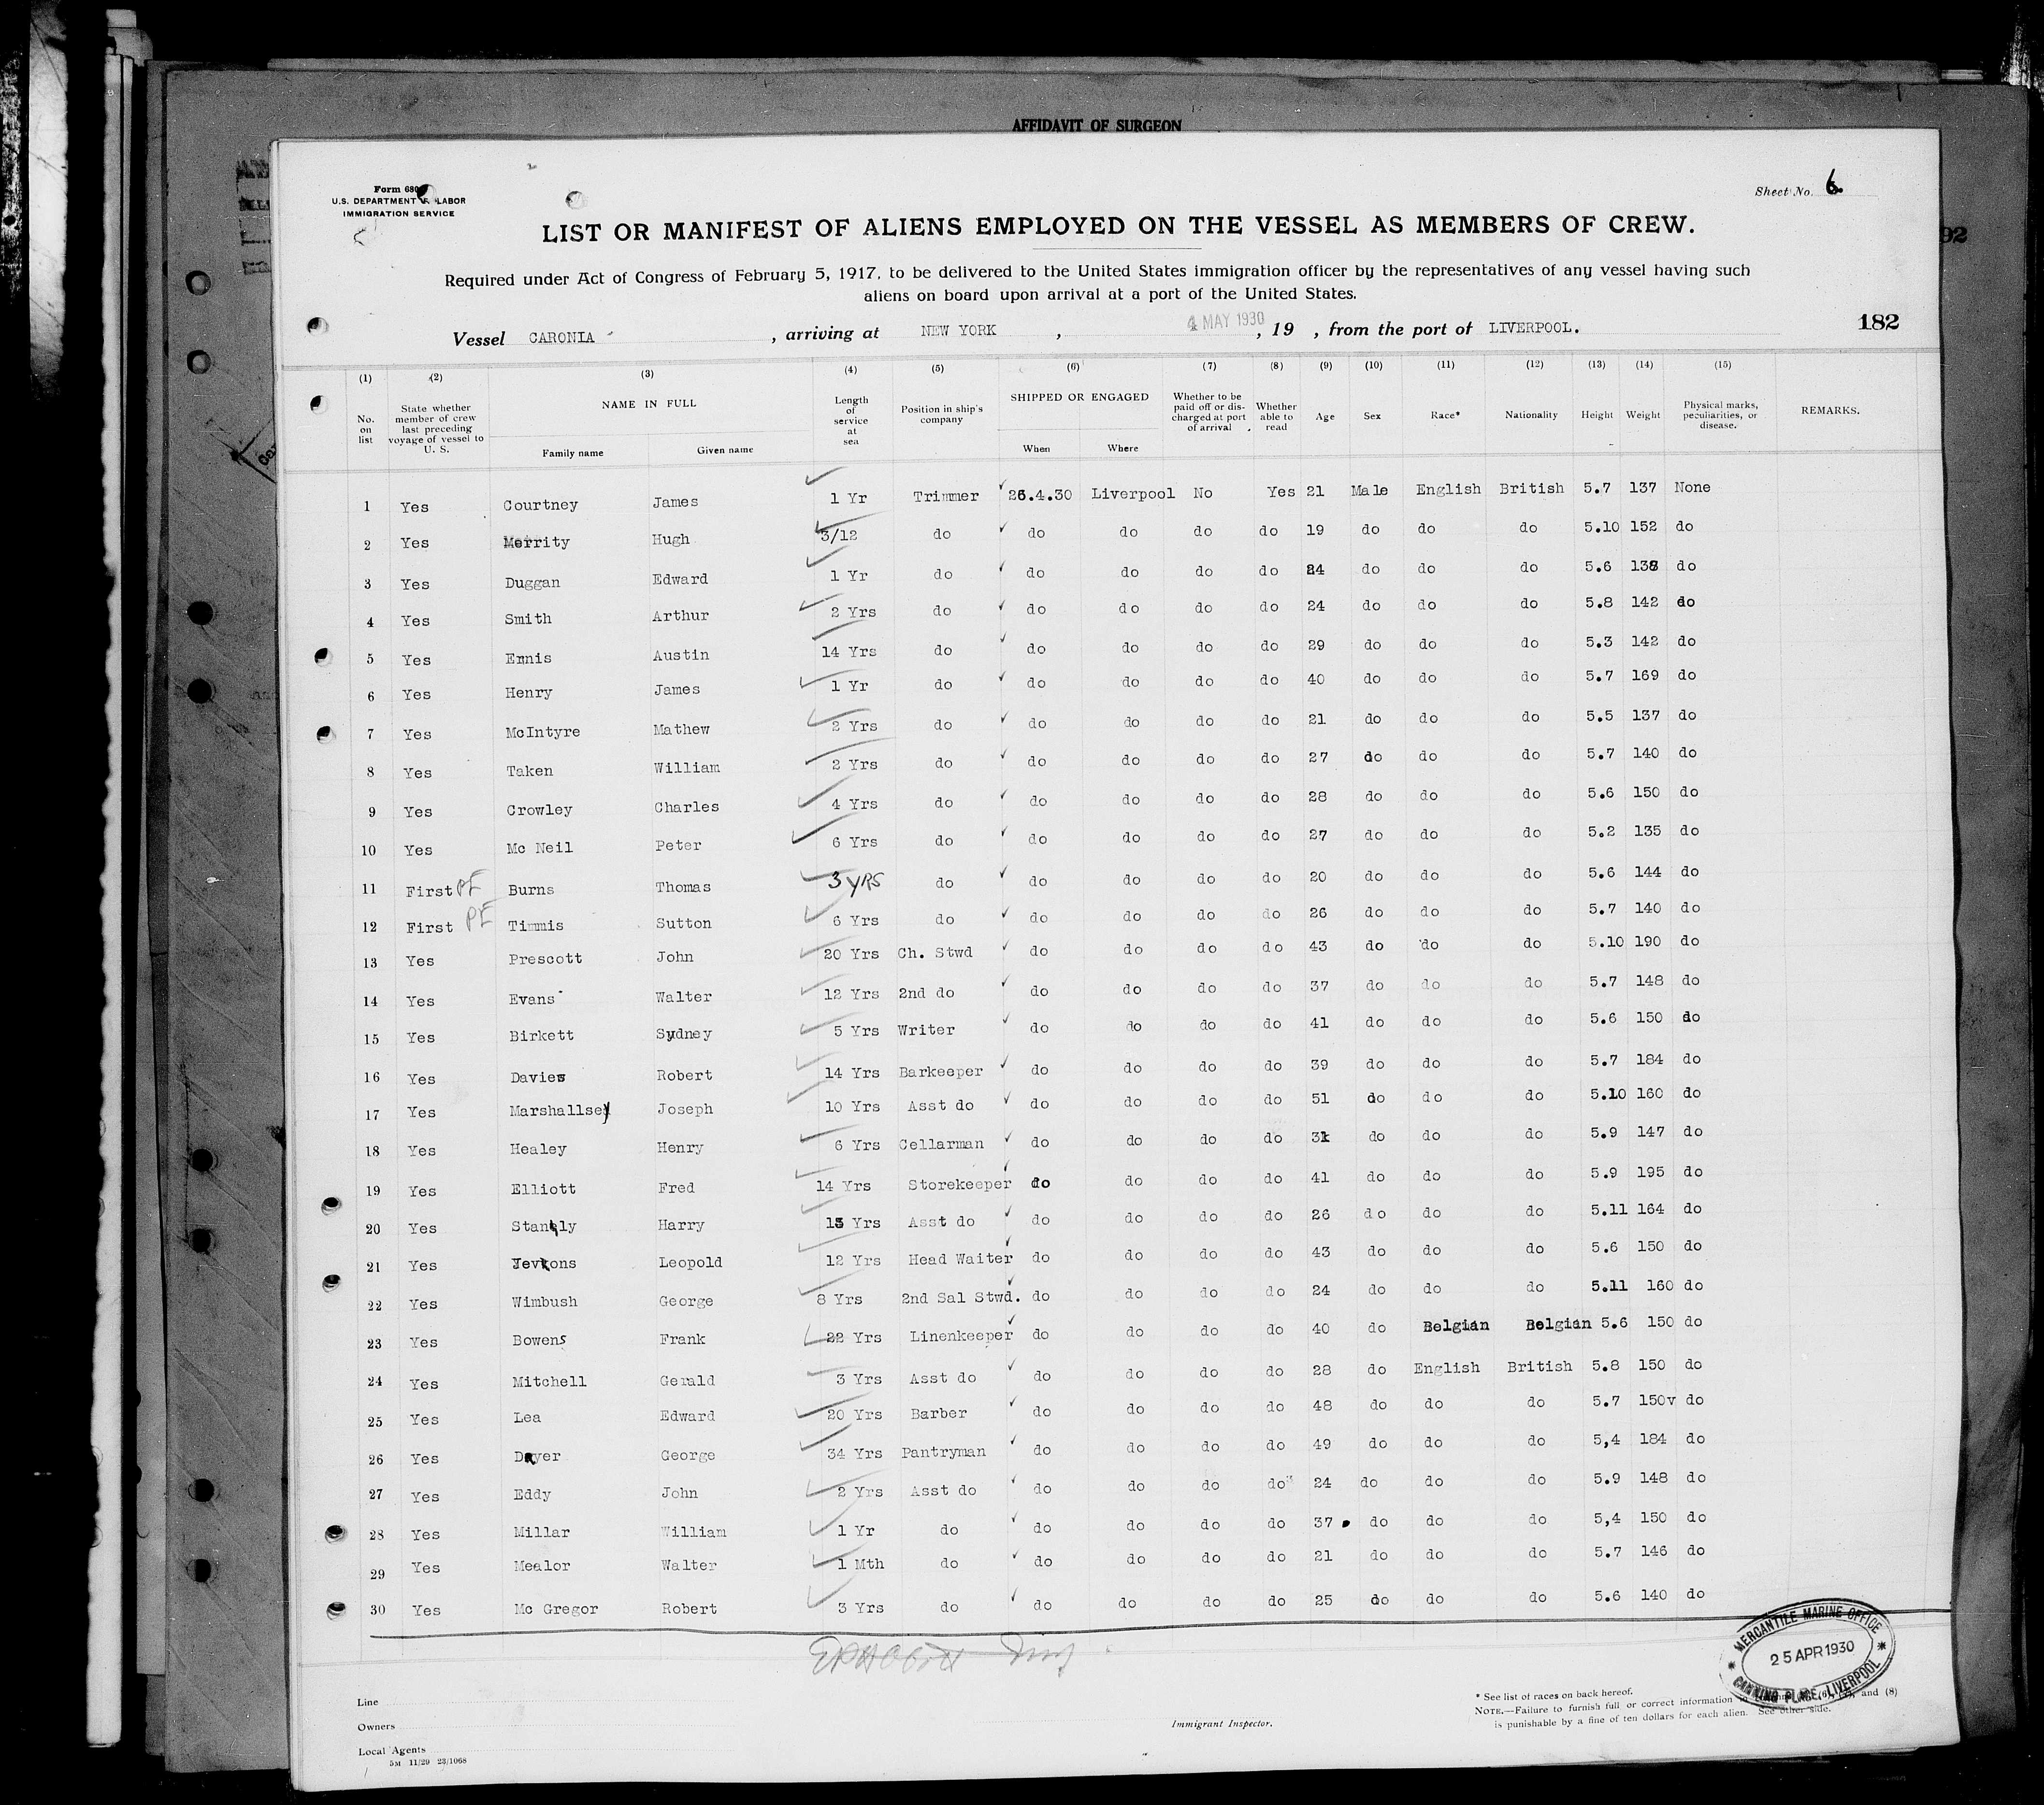 AFFIDAVIT OF SURGEON
Form 680
U.S. DEPARTMENT LABOR
IMMIGRATION SERVICE
Sheet No. 6
LIST OR MANIFEST OF ALIENS EMPLOYED ON THE VESSEL AS MEMBERS OF CREW.
Required under Act of Congress of February 5, 1917, to be delivered to the United States immigration officer by the representatives of any vessel having such
aliens on board upon arrival at a port of the United States.
Vessel CARONIA, arriving at NEW YORK, 4 MAY 1930, 19 , from the port of LIVERPOOL. 182
(1) (2) (3) (4) (5) (6) (7) (8) (9) (10) (11) (12) (13) (14) (15)
No. on list State whether member of crew last preceding voyage of vessel to U. S. NAME IN FULL Family name Given name Length of service at sea Position in ship's company SHIPPED OR ENGAGED When Where Whether to be paid off or discharged at port of arrival Whether able to read Age Sex Race* Nationality Height Weight Physical marks, peculiarities, or disease. REMARKS.
1 Yes Courtney James 1 Yr Trimmer 26.4.30 Liverpool No Yes 21 Male English British 5.7 137 None
2 Yes Merrity Hugh 3/12 do do do do do 19 do do do 5.10 152 do
3 Yes Duggan Edward 1 Yr do do do do do 24 do do do 5.6 138 do
4 Yes Smith Arthur 2 Yrs do do do do do 24 do do do 5.8 142 do
5 Yes Ennis Austin 14 Yrs do do do do do 29 do do do 5.3 142 do
6 Yes Henry James 1 Yr do do do do do 40 do do do 5.7 169 do
7 Yes McIntyre Mathew 2 Yrs do do do do do 21 do do do 5.5 137 do
8 Yes Taken William 2 Yrs do do do do do 27 do do do 5.7 140 do
9 Yes Crowley Charles 4 Yrs do do do do do 28 do do do 5.6 150 do
10 Yes Mc Neil Peter 6 Yrs do do do do do 27 do do do 5.2 135 do
11 First PF Burns Thomas 3 YRS do do do do do 20 do do do 5.6 144 do
12 First PF Timmis Sutton 6 Yrs do do do do do 26 do do do 5.7 140 do
13 Yes Prescott John 20 Yrs Ch. Stwd do do do do 43 do do do 5.10 190 do
14 Yes Evans Walter 12 Yrs 2nd do do do do do 37 do do do 5.7 148 do
15 Yes Birkett Sydney 5 Yrs Writer do do do do 41 do do do 5.6 150 do
16 Yes Davies Robert 14 Yrs Barkeeper do do do do 39 do do do 5.7 184 do
17 Yes Marshallsey Joseph 10 Yrs Asst do do do do do 51 do do do 5.10 160 do
18 Yes Healey Henry 6 Yrs Cellarman do do do do 31 do do do 5.9 147 do
19 Yes Elliott Fred 14 Yrs Storekeeper do do do do 41 do do do 5.9 195 do
20 Yes Harry 13 Yrs Asst do do do do do 26 do do do 5.11 164 do
21 Yes Jevkons Leopold 12 Yrs Head Waiter do do do do 43 do do do 5.6 150 do
22 Yes Wimbush George 8 Yrs 2nd Sal Stwd. do do do do 24 do do do 5.11 160 do
23 Yes Bowens Frank 22 Yrs Linenkeeper do do do do 40 do Belgian Belgian 5.6 150 do
24 Yes Mitchell Gerald 3 Yrs Asst do do do do do 28 do English British 5.8 150 do
25 Yes Lea Edward 20 Yrs Barber do do do do 48 do do do 5.7 150v do
26 Yes George 34 Yrs Pantryman do do do do 49 do do do 5,4 184 do
27 Yes Eddy John 2 Yrs Asst do do do do do 24 do do do 5.9 148 do
28 Yes Millar William 1 Yr do do do do do 37 do do do 5,4 150 do
29 Yes Mealor Walter 1 Mth do do do do do 21 do do do 5.7 146 do
30 Yes Mc Gregor Robert 3 Yrs do do do do do 25 do do do 5.6 140 do
MERCANTILE MARINE OFFICE
25 APR 1930
CANNING PLACE, LIVERPOOL
Line
Owners
Local Agents
5M 11/29 23/1068
Immigrant Inspector.
* See list of races on back hereof.
NOTE.—Failure to furnish full or correct information and (8)
is punishable by a fine of ten dollars for each alien. See other side.